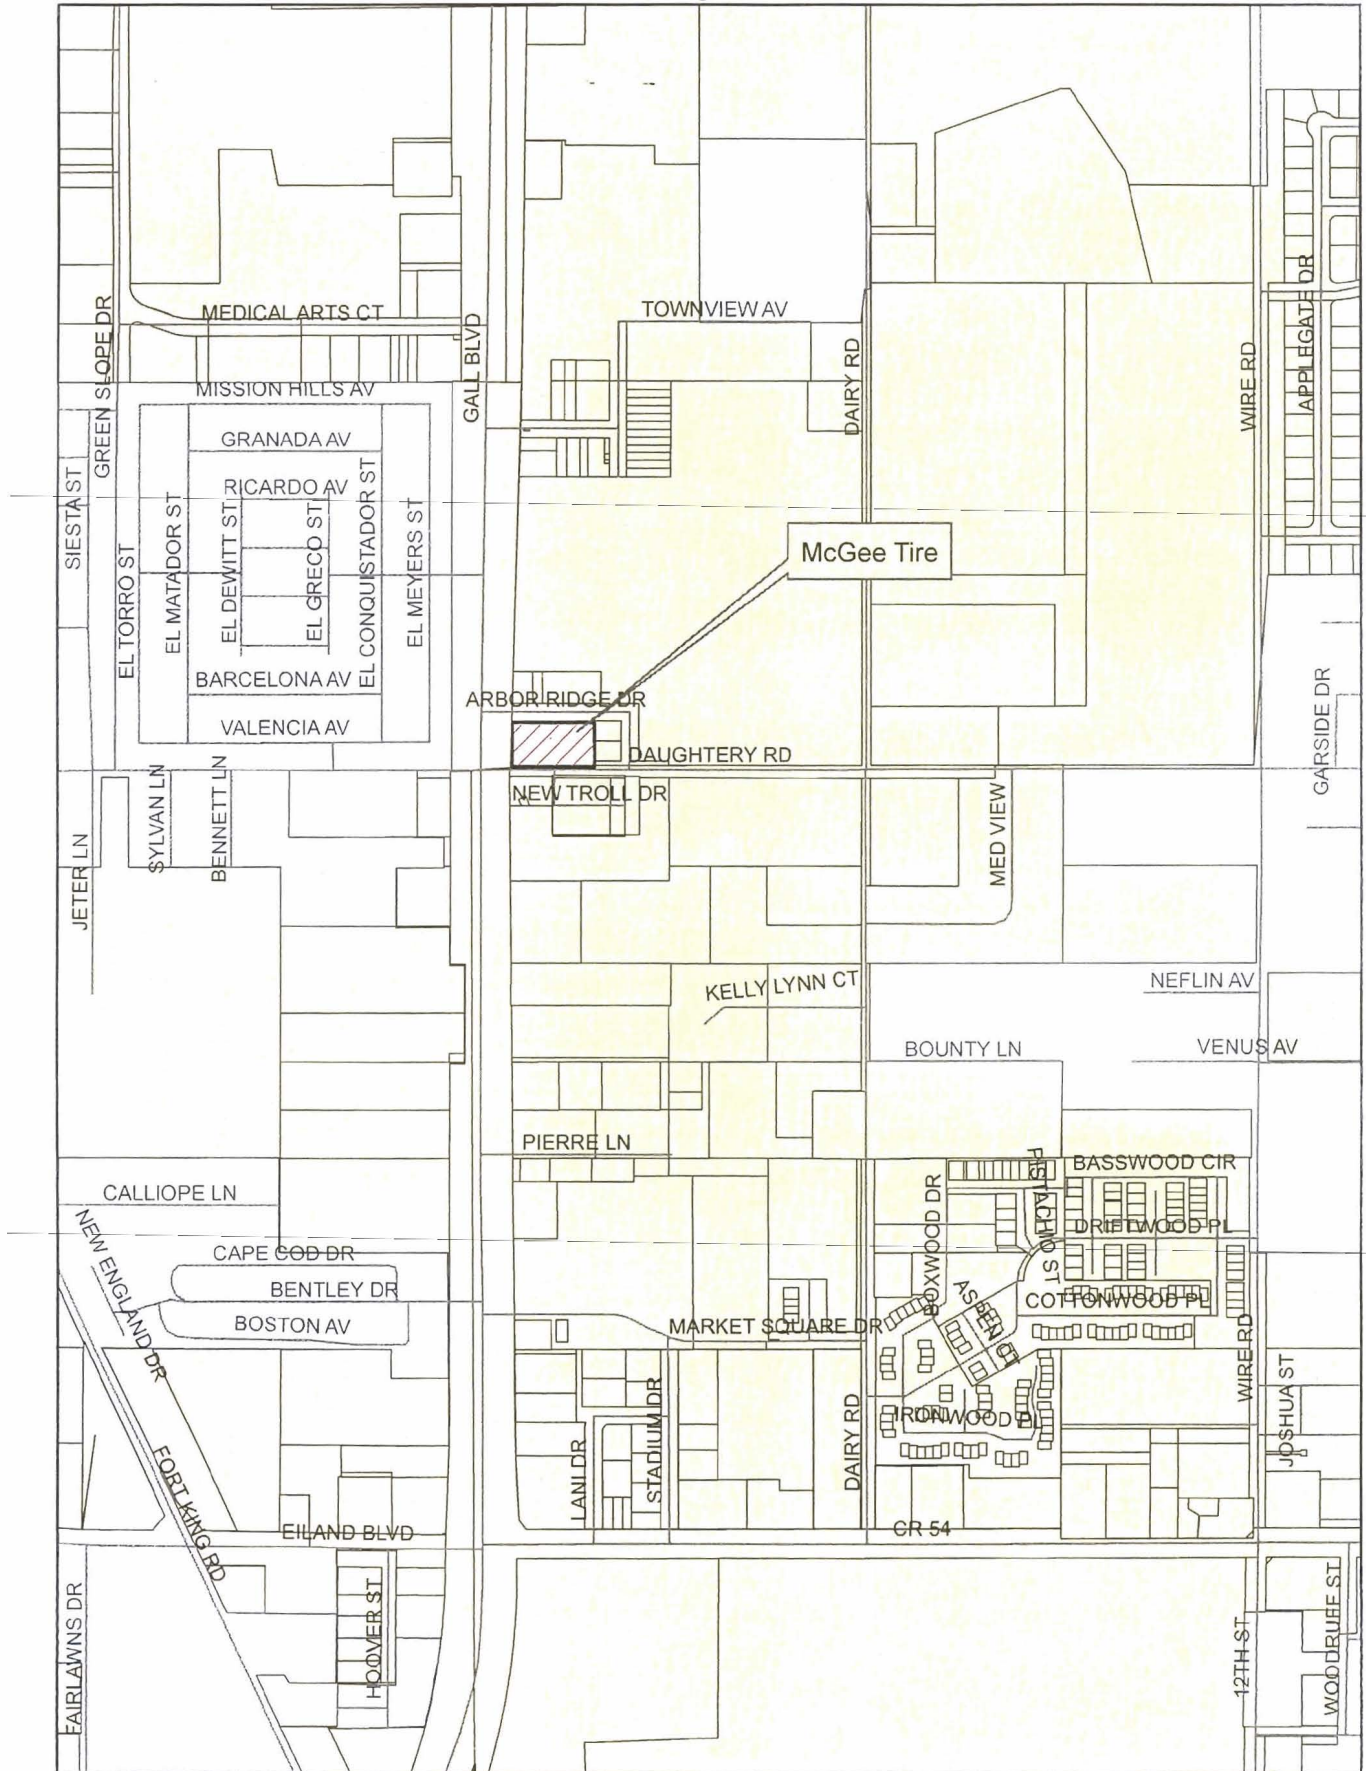 MEDICAL ARTS CT
TOWNVIEW AV
GREEN SLOPE DR
GALL BLVD
DAIRY RD
WIRE RD
APPLEGATE DR
MISSION HILLS AV
GRANADA AV
RICARDO AV
SIESTA ST
EL TORRO ST
EL MATADOR ST
EL DEWITT ST
EL GRECO ST
EL CONQUISTADOR ST
EL MEYERS ST
McGee Tire
BARCELONA AV
ARBOR RIDGE DR
VALENCIA AV
DAUGHTERY RD
GARSIDE DR
NEW TROLL DR
JETER LN
SYLVAN LN
BENNETT LN
MED VIEW
KELLY LYNN CT
NEFLIN AV
BOUNTY LN
VENUS AV
PIERRE LN
BASSWOOD CIR
PISTACHIO ST
CALLIOPE LN
BOXWOOD DR
DRIFTWOOD PL
NEW ENGLAND DR
CAPE COD DR
BENTLEY DR
ASPEN CT
COTTONWOOD PL
BOSTON AV
MARKET SQUARE DR
WIRE RD
JOSHUA ST
DAIRY RD
IRONWOOD PL
LANI DR
STADIUM DR
FORT KING RD
EILAND BLVD
CR 54
FAIRLAWNS DR
HOOVER ST
12TH ST
WOODRUFF ST